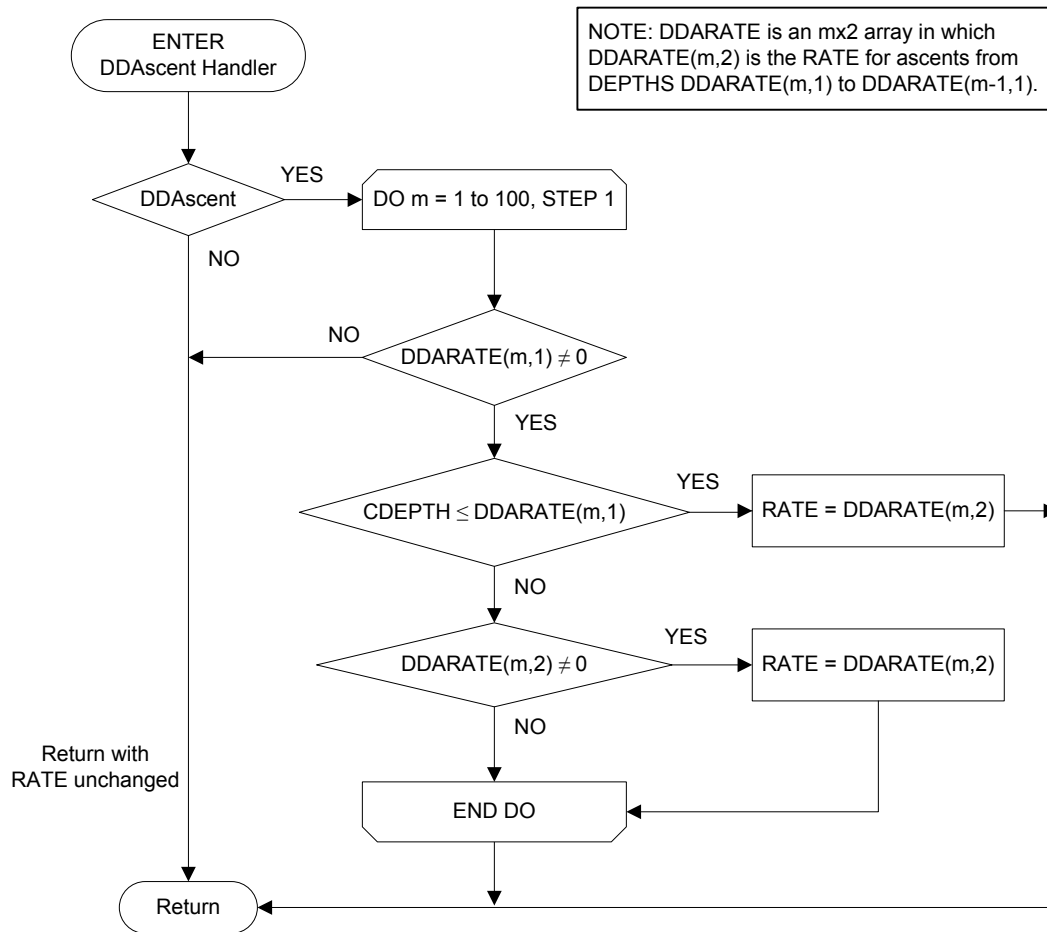 ENTER
DDAscent Handler
NOTE: DDARATE is an mx2 array in which
DDARATE(m,2) is the RATE for ascents from
DEPTHS DDARATE(m,1) to DDARATE(m-1,1).
DDAscent
YES
DO m = 1 to 100, STEP 1
NO
NO
DDARATE(m,1) ≠ 0
YES
CDEPTH ≤ DDARATE(m,1)
YES
RATE = DDARATE(m,2)
NO
DDARATE(m,2) ≠ 0
YES
RATE = DDARATE(m,2)
NO
Return with
RATE unchanged
END DO
Return